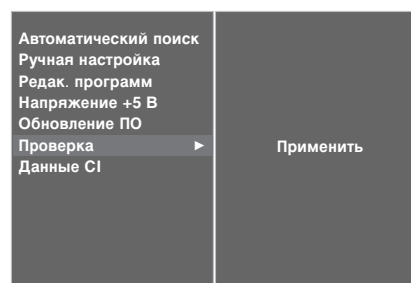 Автоматический поиск
Ручная настройка
Редак. программ
Напряжение +5 В
Обновление ПО
Проверка ►
Данные CI
Применить